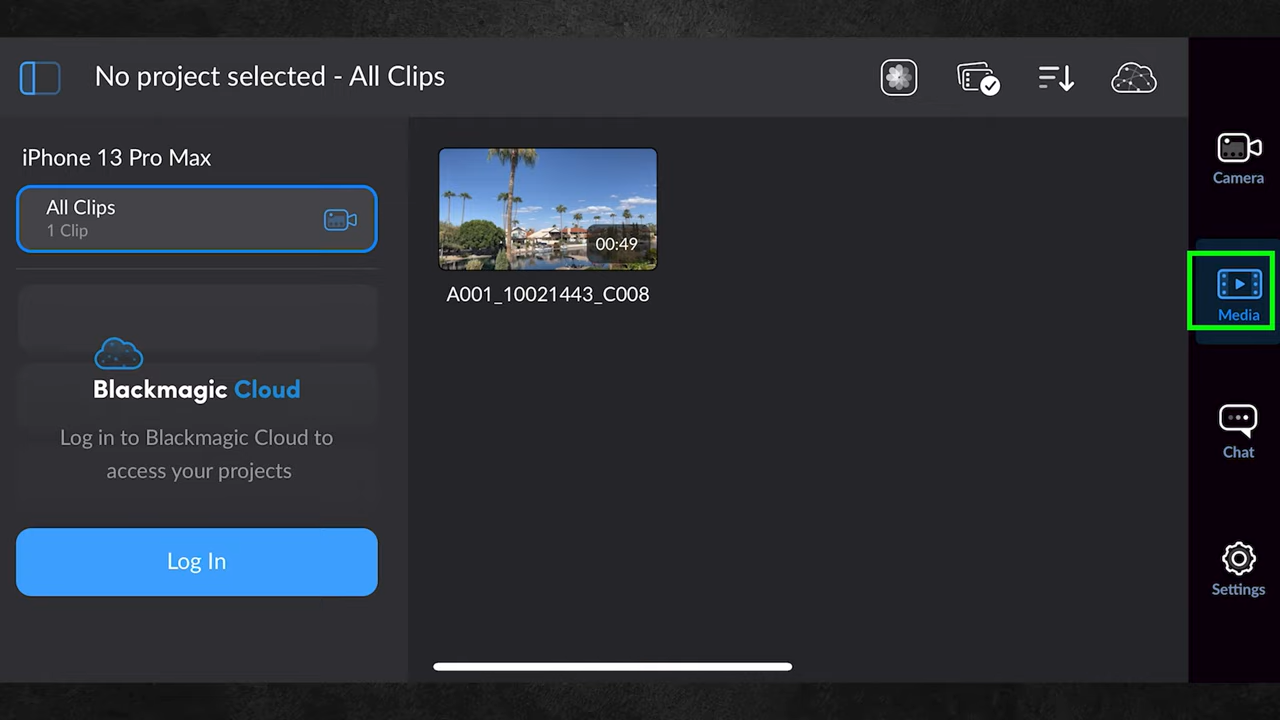 No project selected - All Clips
iPhone 13 Pro Max
All Clips
1 Clip
Blackmagic Cloud
Log in to Blackmagic Cloud to
access your projects
Log In
00:49
A001_10021443_C008
Camera
Media
Chat
Settings